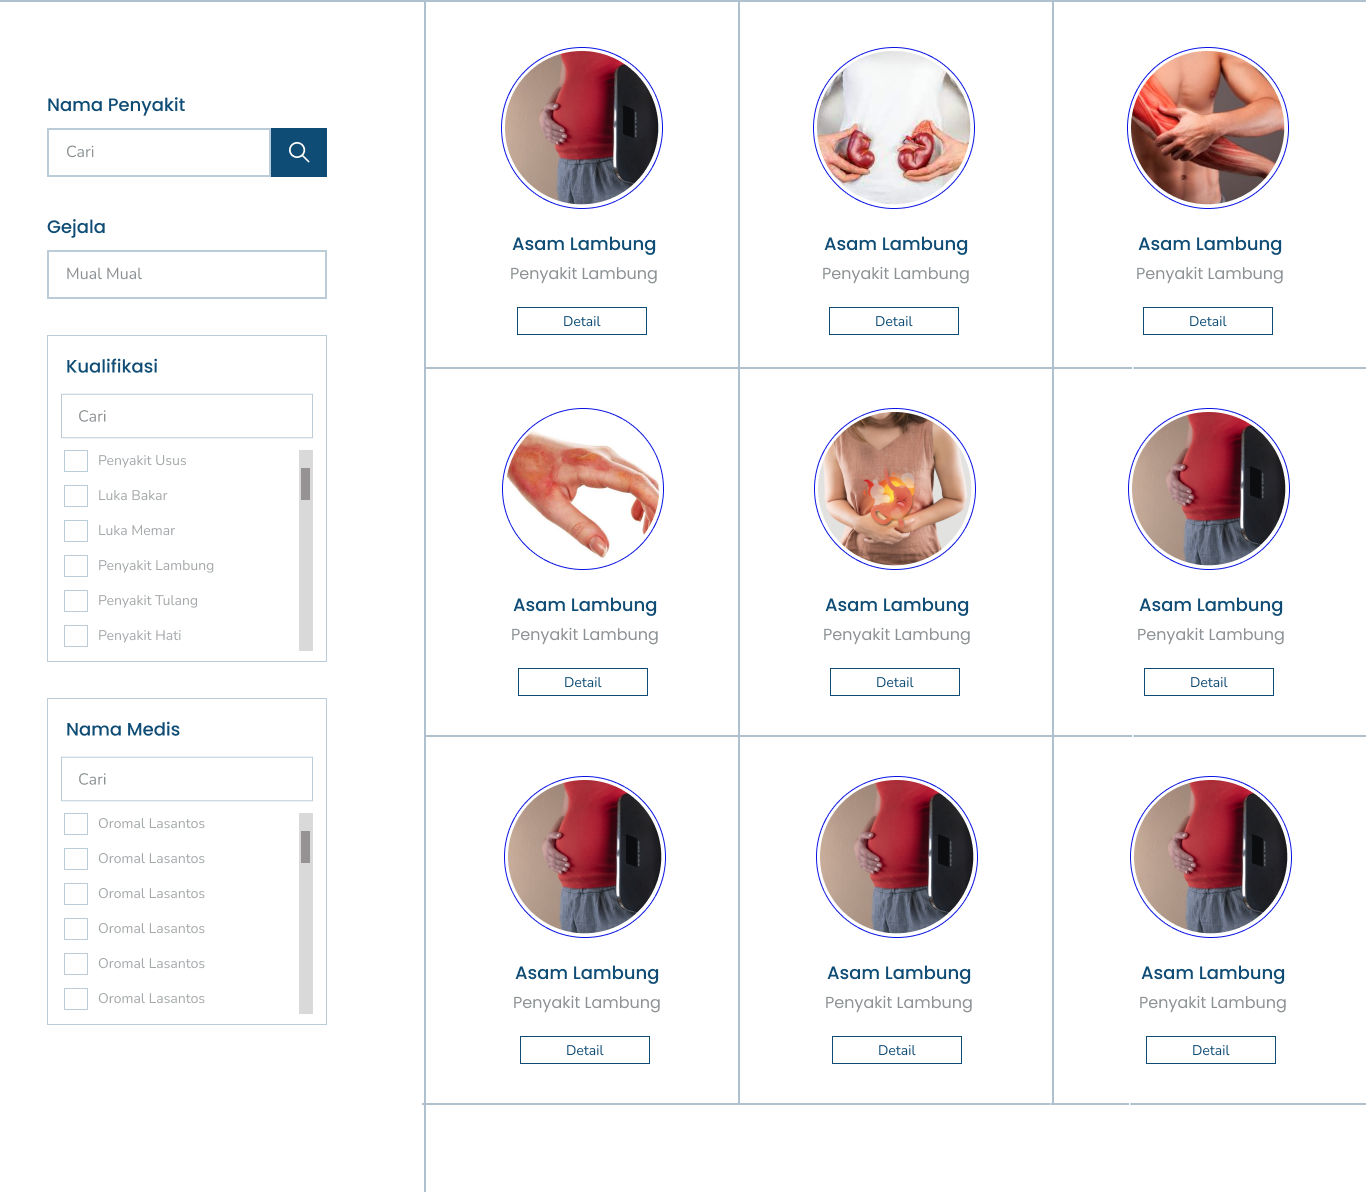 Nama Penyakit
Cari
Gejala
Mual Mual
Kualifikasi
Cari
Penyakit Usus
Luka Bakar
Luka Memar
Penyakit Lambung
Penyakit Tulang
Penyakit Hati
Nama Medis
Cari
Oromal Lasantos
Oromal Lasantos
Oromal Lasantos
Oromal Lasantos
Oromal Lasantos
Oromal Lasantos
Asam Lambung
Penyakit Lambung
Detail
Asam Lambung
Penyakit Lambung
Detail
Asam Lambung
Penyakit Lambung
Detail
Asam Lambung
Penyakit Lambung
Detail
Asam Lambung
Penyakit Lambung
Detail
Asam Lambung
Penyakit Lambung
Detail
Asam Lambung
Penyakit Lambung
Detail
Asam Lambung
Penyakit Lambung
Detail
Asam Lambung
Penyakit Lambung
Detail